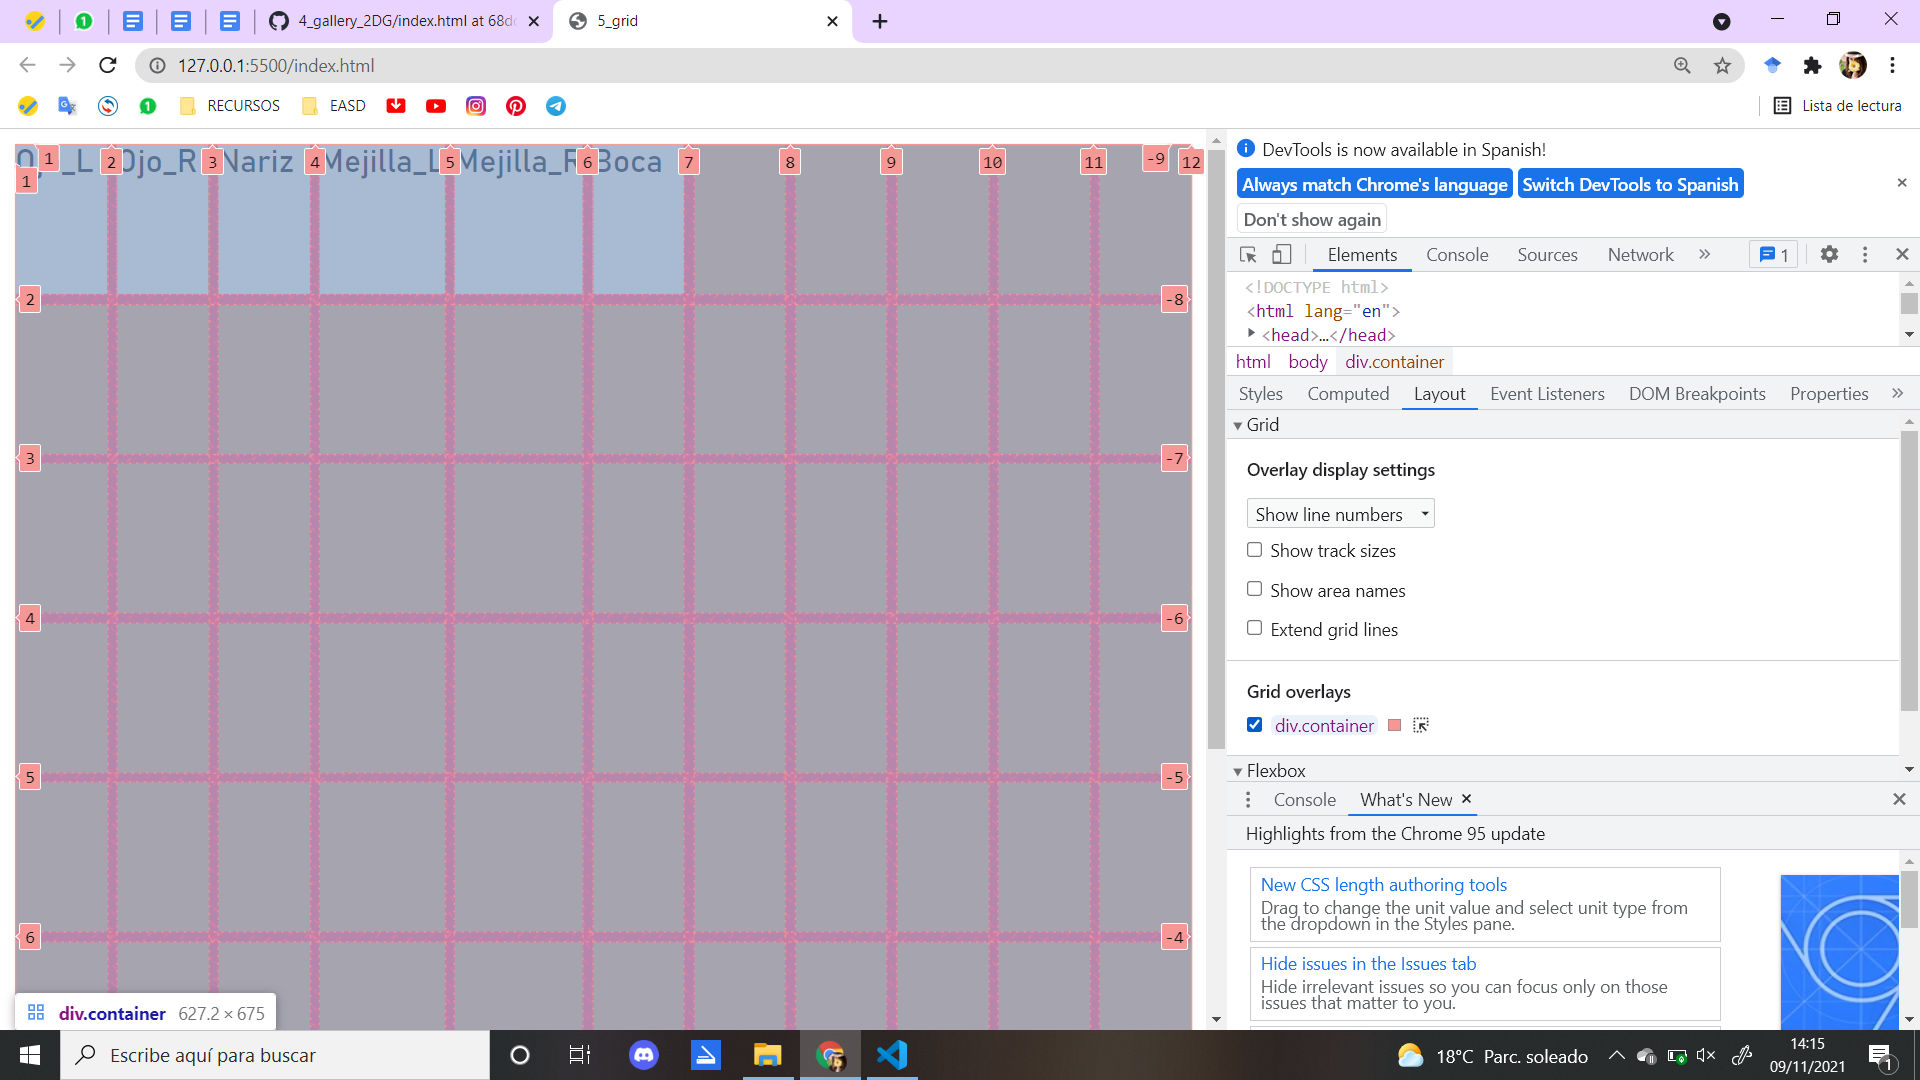 4_gallery_2DG/index.html at 68d
5_grid
127.0.0.1:5500/index.html
RECURSOS
EASD
Lista de lectura
1 2 3 4 5 6 7 8 9 10 11 -9 12
Ojo_R Nariz Mejilla_L Mejilla_R Boca
1
2 -8
3 -7
4 -6
5 -5
6 -4
div.container 627.2 × 675
DevTools is now available in Spanish!
Always match Chrome's language
Switch DevTools to Spanish
Don't show again
Elements
Console
Sources
Network
1
<!DOCTYPE html>
<html lang="en">
<head>…</head>
html body div.container
Styles
Computed
Layout
Event Listeners
DOM Breakpoints
Properties
Grid
Overlay display settings
Show line numbers
Show track sizes
Show area names
Extend grid lines
Grid overlays
div.container
Flexbox
Console
What's New
Highlights from the Chrome 95 update
New CSS length authoring tools
Drag to change the unit value and select unit type from
the dropdown in the Styles pane.
Hide issues in the Issues tab
Hide irrelevant issues so you can focus only on those
issues that matter to you.
Escribe aquí para buscar
18°C Parc. soleado
14:15
09/11/2021
1